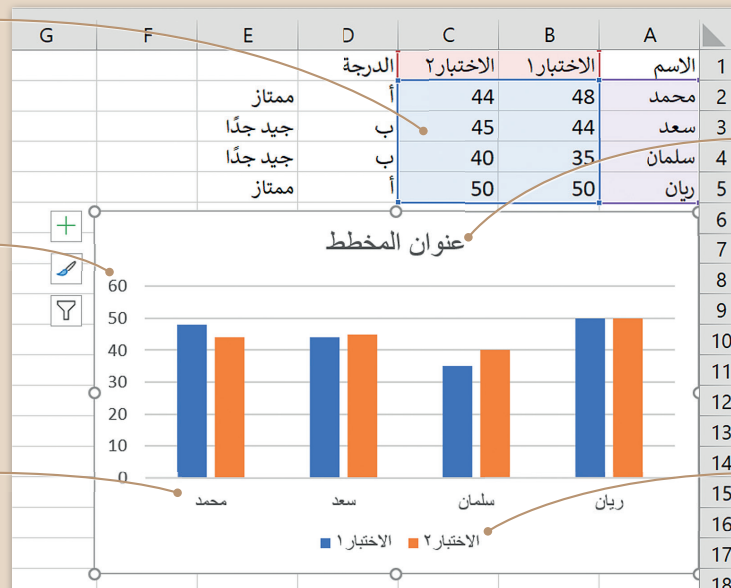 A B C D E F G
1 الاسم الاختبار١ الاختبار٢ الدرجة
2 محمد 48 44 أ ممتاز
3 سعد 44 45 ب جيد جدًا
4 سلمان 35 40 ب جيد جدًا
5 ريان 50 50 أ ممتاز
6
7
8
9
10
11
12
13
14
15
16
17
18
عنوان المخطط
60
50
40
30
20
10
0
محمد سعد سلمان ريان
الاختبار١ الاختبار٢